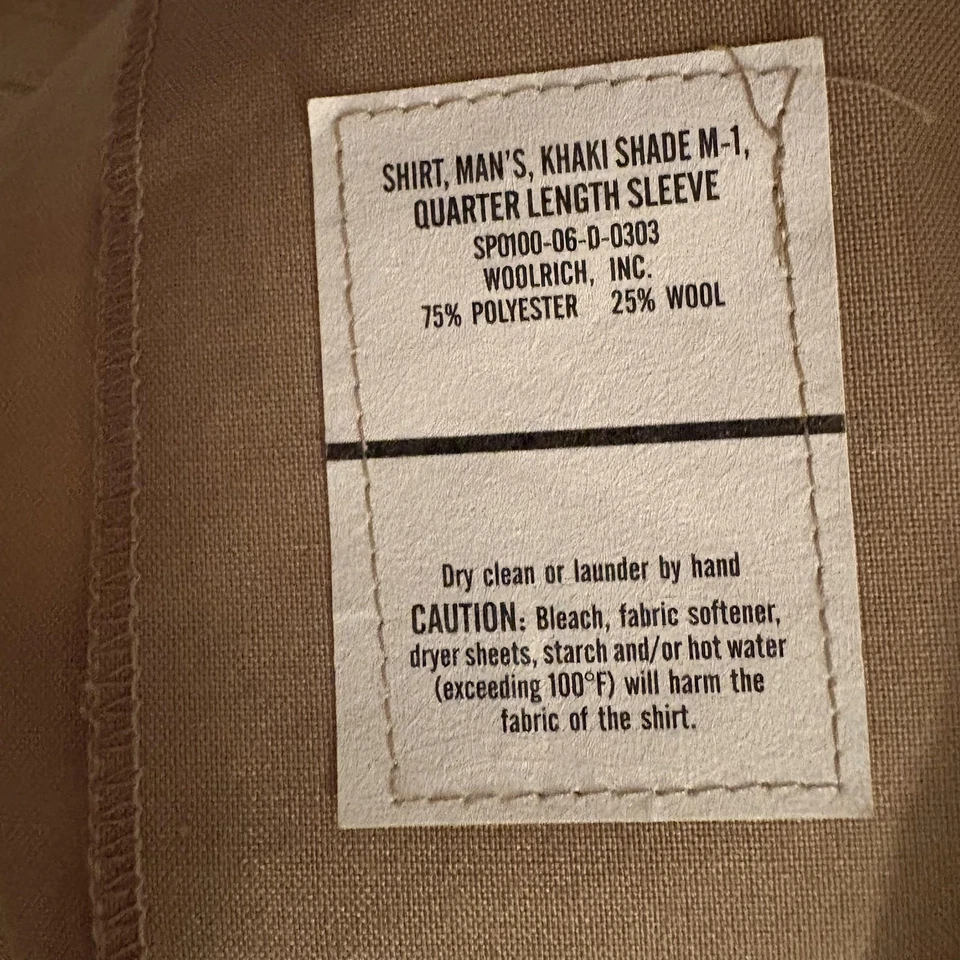 SHIRT, MAN'S, KHAKI SHADE M-1,
QUARTER LENGTH SLEEVE
SP0100-06-D-0303
WOOLRICH, INC.
75% POLYESTER 25% WOOL
Dry clean or launder by hand
CAUTION: Bleach, fabric softener,
dryer sheets, starch and/or hot water
(exceeding 100°F) will harm the
fabric of the shirt.